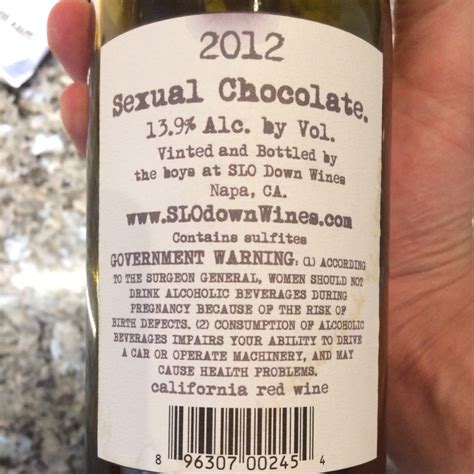 2012
Sexual Chocolate.
13.9% Alc. by Vol.
Vinted and Bottled by
the boys at SLO Down Wines
Napa, CA.
www.SLOdownWines.com
Contains sulfites
GOVERNMENT WARNING: (1) ACCORDING
TO THE SURGEON GENERAL, WOMEN SHOULD NOT
DRINK ALCOHOLIC BEVERAGES DURING
PREGNANCY BECAUSE OF THE RISK OF
BIRTH DEFECTS. (2) CONSUMPTION OF ALCOHOLIC
BEVERAGES IMPAIRS YOUR ABILITY TO DRIVE
A CAR OR OPERATE MACHINERY, AND MAY
CAUSE HEALTH PROBLEMS.
california red wine
8 96307 00245 4